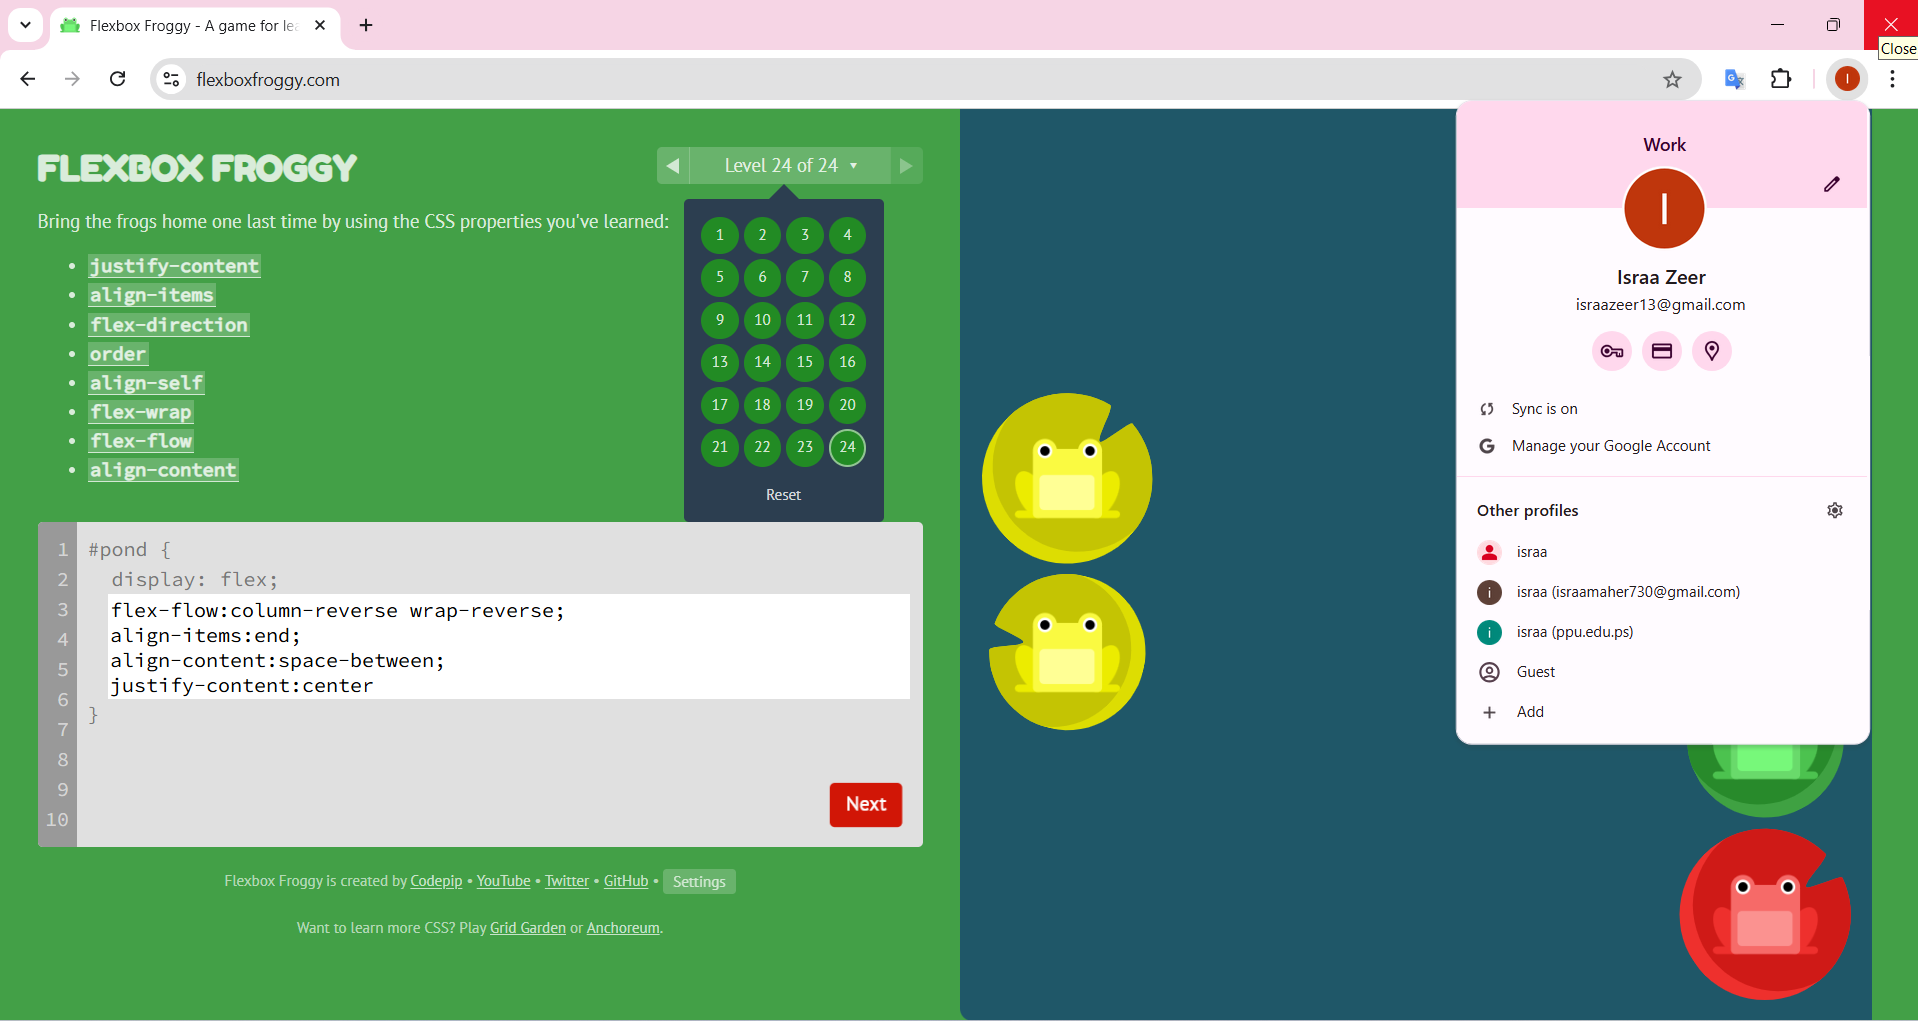 Flexbox Froggy - A game for lea
Close
flexboxfroggy.com
FLEXBOX FROGGY
Level 24 of 24
Bring the frogs home one last time by using the CSS properties you've learned:
justify-content
align-items
flex-direction
order
align-self
flex-wrap
flex-flow
align-content
1 2 3 4
5 6 7 8
9 10 11 12
13 14 15 16
17 18 19 20
21 22 23 24
Reset
1 #pond {
2 display: flex;
3 flex-flow:column-reverse wrap-reverse;
4 align-items:end;
5 align-content:space-between;
6 justify-content:center
7 }
8
9
10
Next
Flexbox Froggy is created by Codepip • YouTube • Twitter • GitHub • Settings
Want to learn more CSS? Play Grid Garden or Anchoreum.
I
Work
I
Israa Zeer
israazeer13@gmail.com
Sync is on
G Manage your Google Account
Other profiles
israa
i israa (israamaher730@gmail.com)
i israa (ppu.edu.ps)
Guest
+ Add